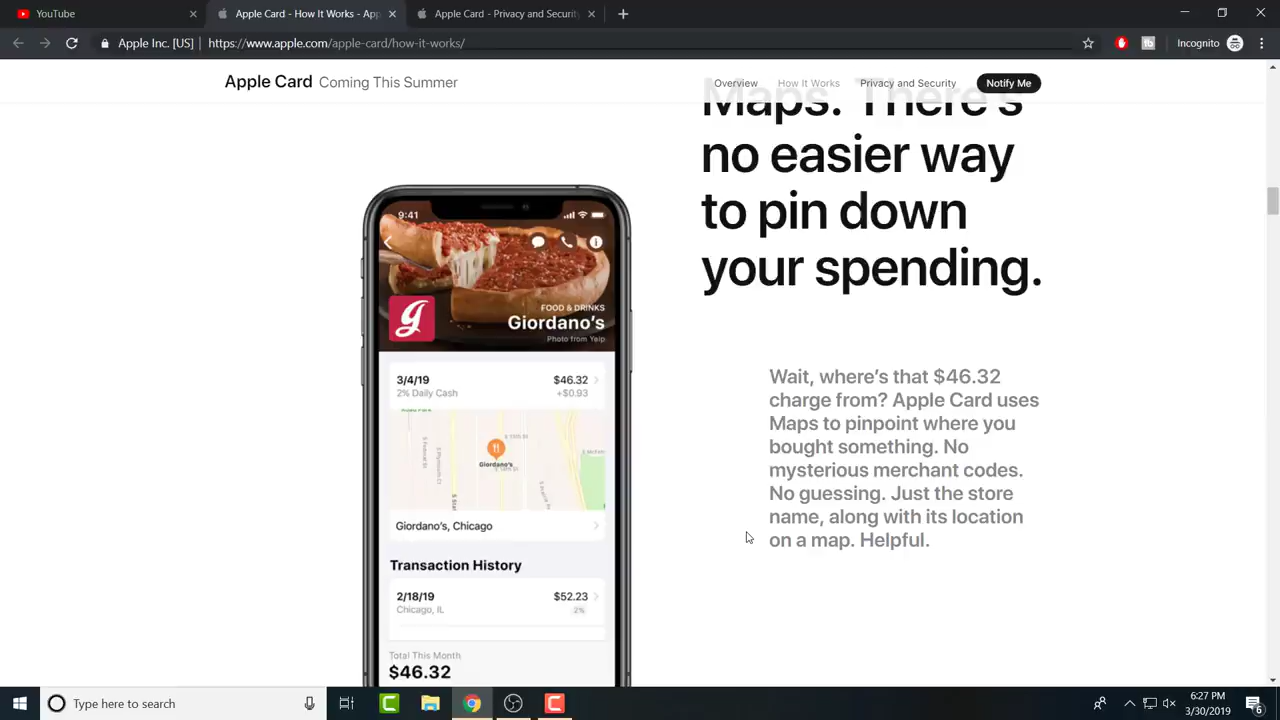 YouTube
Apple Card - How It Works - Ap
Apple Card - Privacy and Security
Apple Inc. [US] | https://www.apple.com/apple-card/how-it-works/
Incognito
Apple Card Coming This Summer
Overview
How It Works
Privacy and Security
Notify Me
Maps. There's
no easier way
to pin down
your spending.
9:41
FOOD & DRINKS
Giordano's
Photo from Yelp
3/4/19 $46.32
2% Daily Cash +$0.93
Giordano's
Giordano's, Chicago
Transaction History
2/18/19 $52.23
Chicago, IL 2%
Total This Month
$46.32
Wait, where's that $46.32
charge from? Apple Card uses
Maps to pinpoint where you
bought something. No
mysterious merchant codes.
No guessing. Just the store
name, along with its location
on a map. Helpful.
Type here to search
6:27 PM
3/30/2019
6